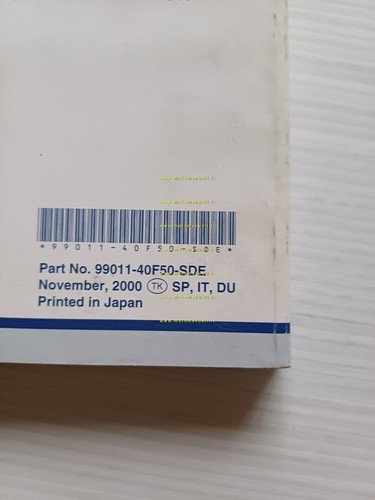 *99011-40F50-SDE*
Part No. 99011-40F50-SDE
November, 2000 TK SP, IT, DU
Printed in Japan